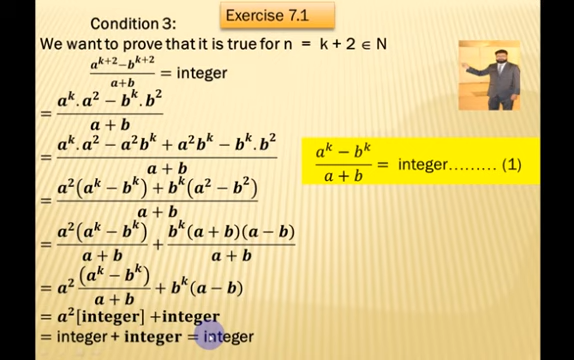 Exercise 7.1
Condition 3:
We want to prove that it is true for n = k + 2 ∈ N
(a^{k+2} − b^{k+2})/(a+b) = integer
= (a^k.a^2 − b^k.b^2)/(a + b)
= (a^k.a^2 − a^2b^k + a^2b^k − b^k.b^2)/(a + b)
(a^k − b^k)/(a + b) = integer……… (1)
= (a^2(a^k − b^k) + b^k(a^2 − b^2))/(a + b)
= a^2(a^k − b^k)/(a + b) + b^k(a + b)(a − b)/(a + b)
= a^2 (a^k − b^k)/(a + b) + b^k(a − b)
= a^2[integer] +integer
= integer + integer = integer